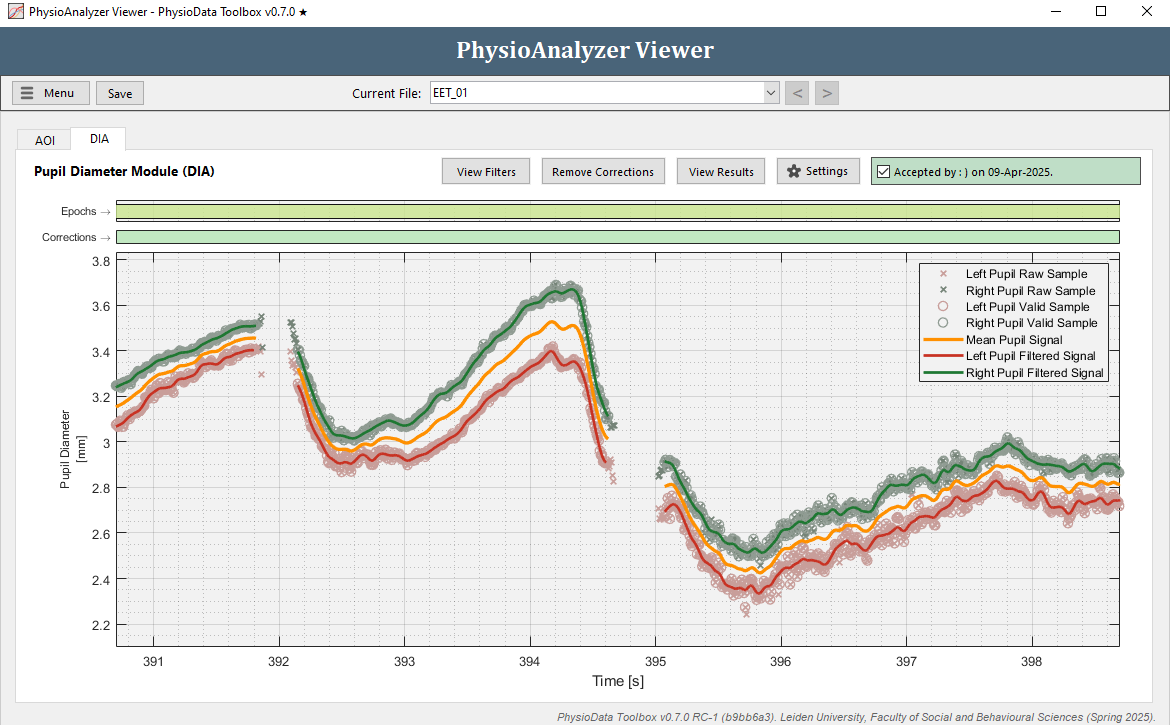 PhysioAnalyzer Viewer - PhysioData Toolbox v0.7.0 ★
PhysioAnalyzer Viewer
Menu
Save
Current File:
EET_01
<
>
AOI
DIA
Pupil Diameter Module (DIA)
View Filters
Remove Corrections
View Results
Settings
Accepted by : ) on 09-Apr-2025.
Epochs →
Corrections →
3.8
3.6
3.4
3.2
3
2.8
2.6
2.4
2.2
Pupil Diameter
[mm]
Left Pupil Raw Sample
Right Pupil Raw Sample
Left Pupil Valid Sample
Right Pupil Valid Sample
Mean Pupil Signal
Left Pupil Filtered Signal
Right Pupil Filtered Signal
391
392
393
394
395
396
397
398
Time [s]
PhysioData Toolbox v0.7.0 RC-1 (b9bb6a3). Leiden University, Faculty of Social and Behavioural Sciences (Spring 2025).